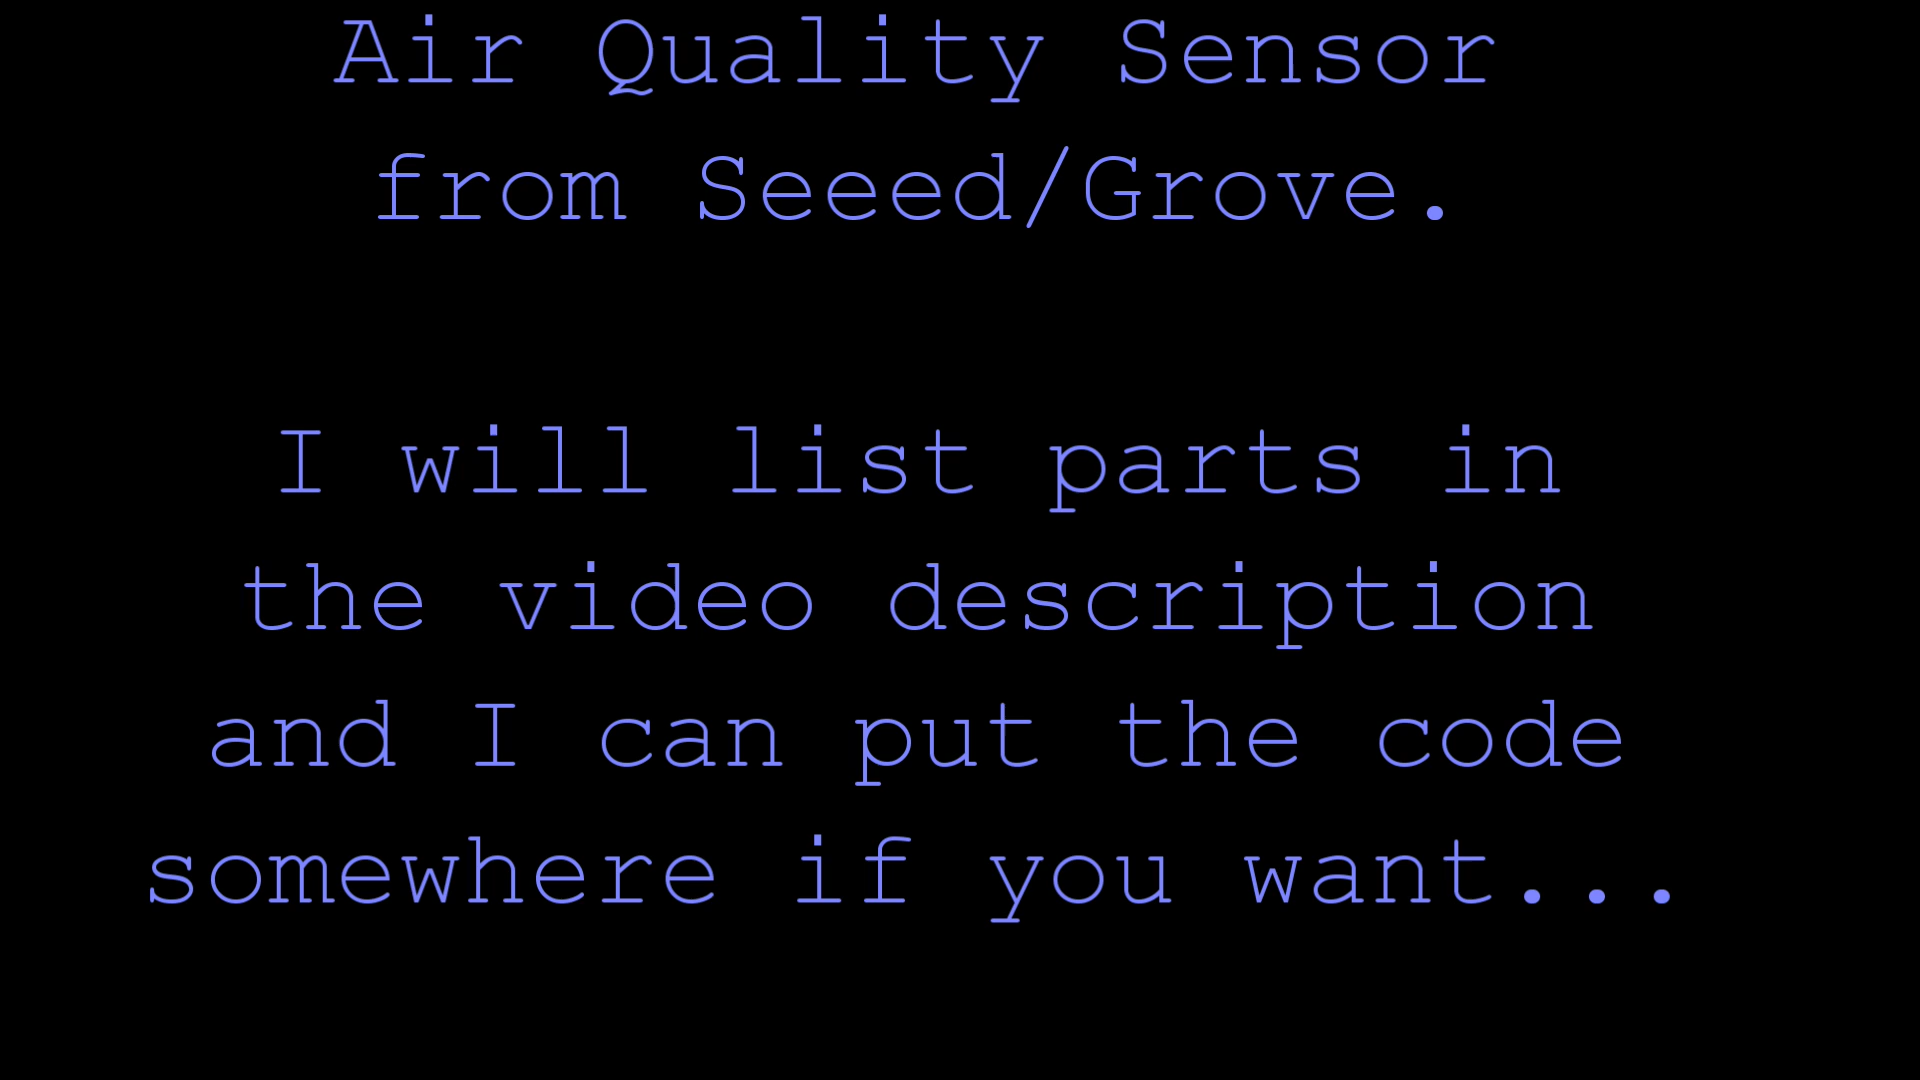 Air Quality Sensor
from Seeed/Grove.
I will list parts in
the video description
and I can put the code
somewhere if you want...